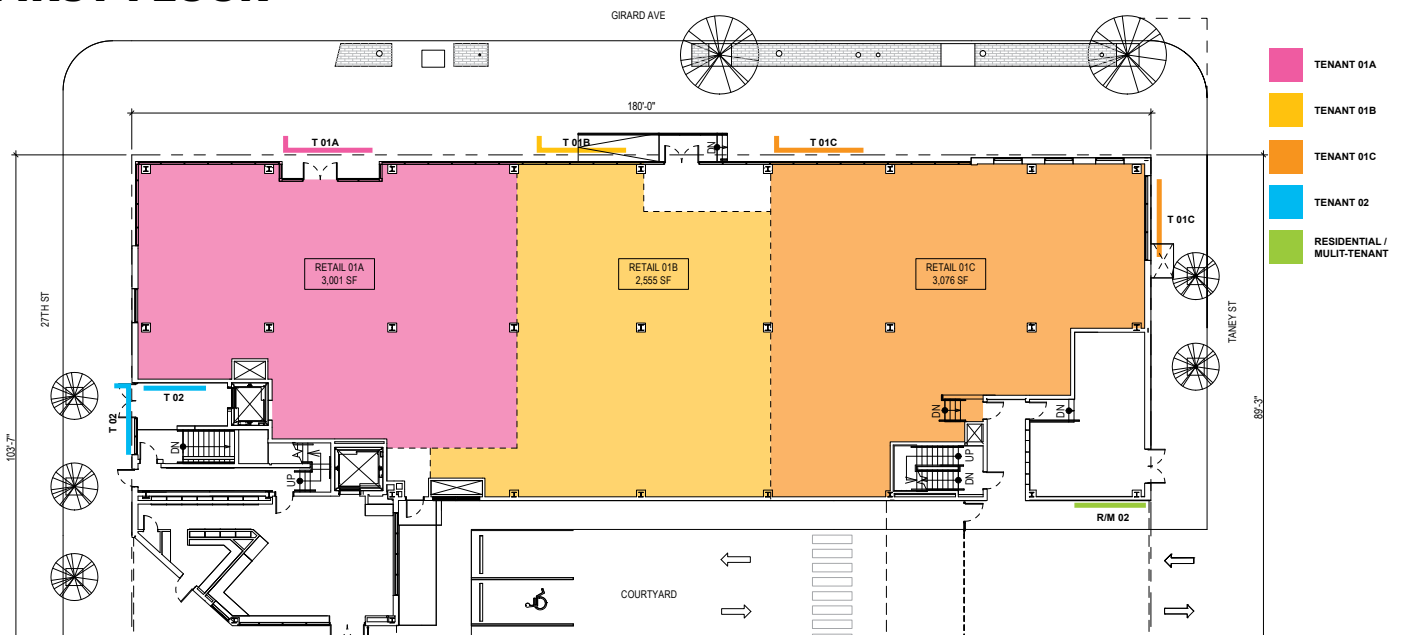 FIRST FLOOR
GIRARD AVE
TENANT 01A
TENANT 01B
TENANT 01C
TENANT 02
RESIDENTIAL /
MULIT-TENANT
180'-0"
T 01A
T 01B
DN
T 01C
T 01C
RETAIL 01A
3,001 SF
RETAIL 01B
2,555 SF
RETAIL 01C
3,076 SF
27TH ST
TANEY ST
T 02
T 02
DN
UP
DN
DN
UP
DN
103'-7"
89'-3"
R/M 02
COURTYARD